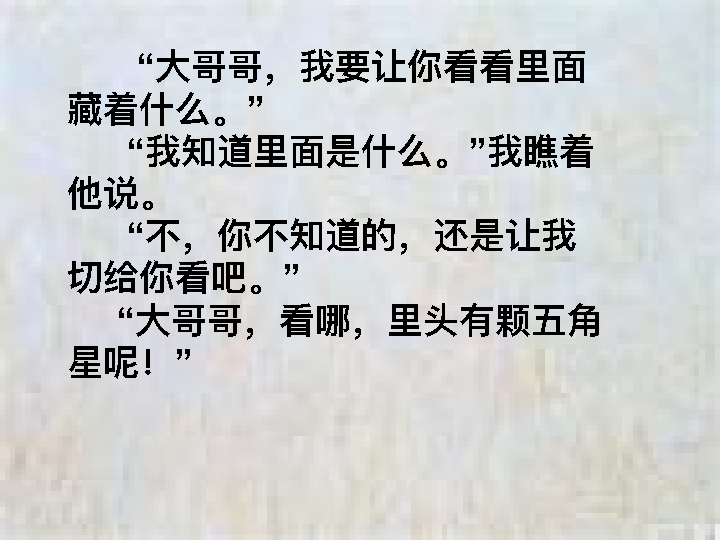 “大哥哥，我要让你看看里面
藏着什么。”
“我知道里面是什么。”我瞧着
他说。
“不，你不知道的，还是让我
切给你看吧。”
“大哥哥，看哪，里头有颗五角
星呢！”